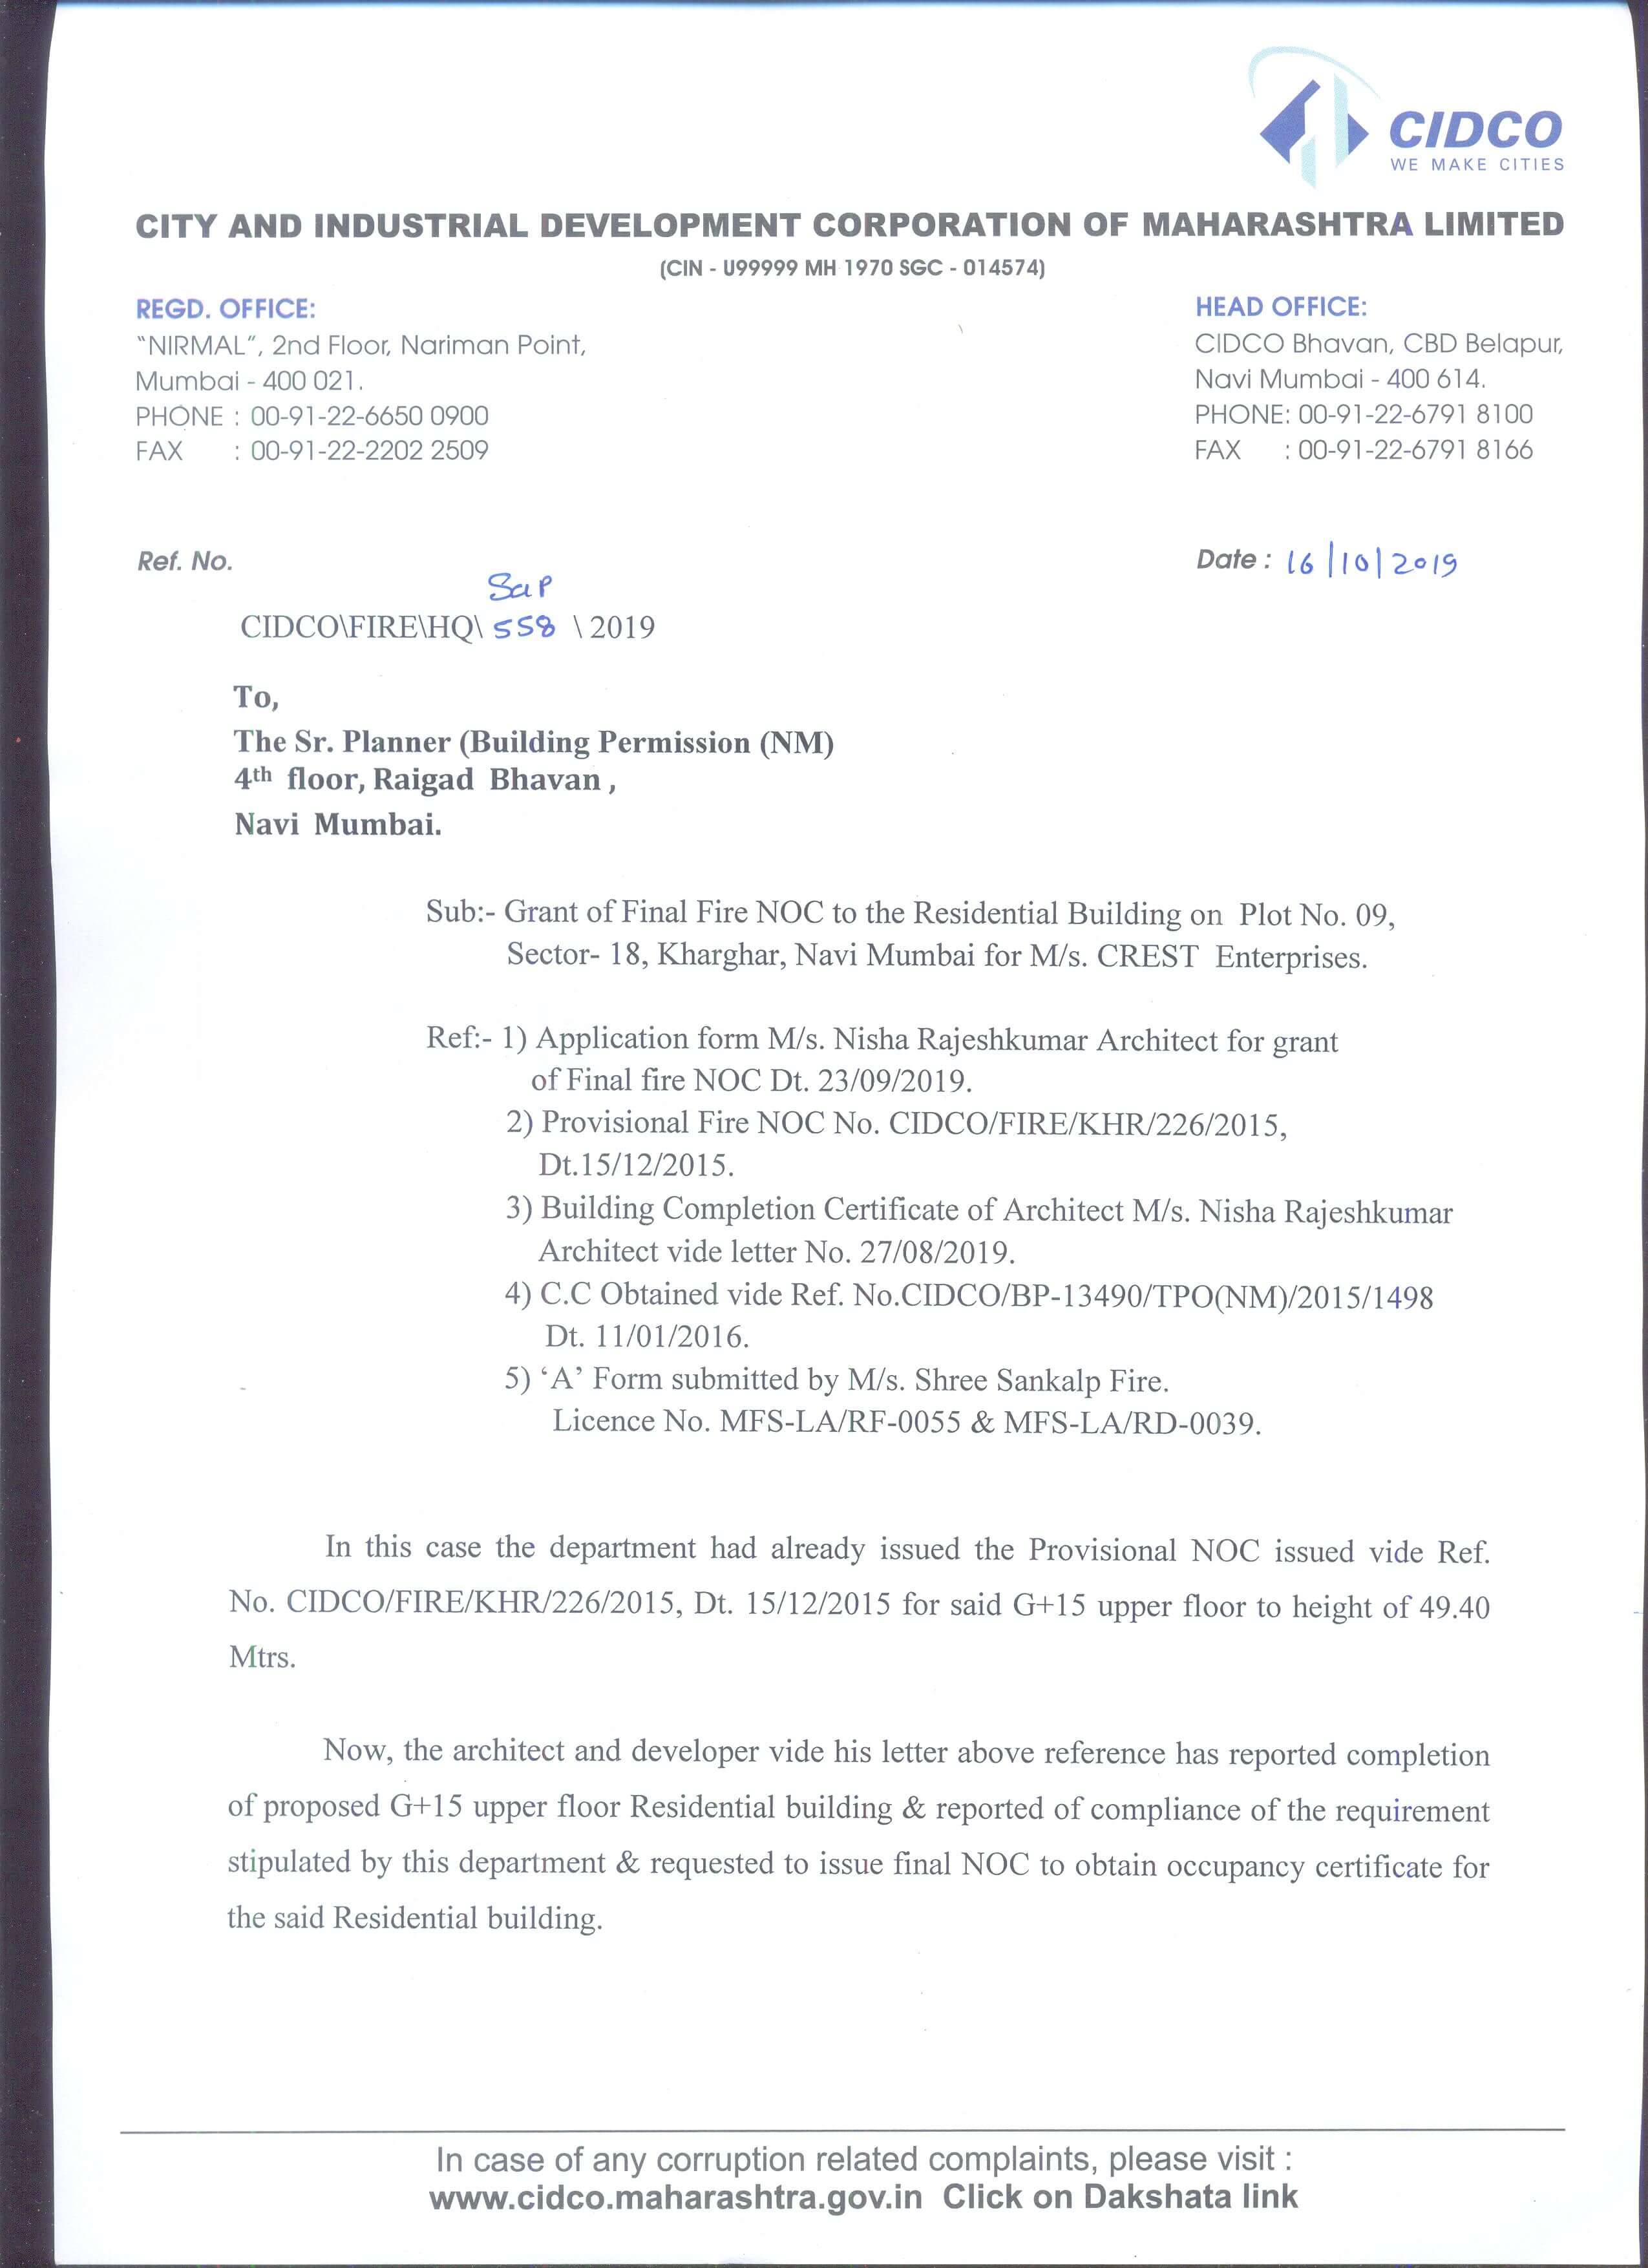 CIDCO
WE MAKE CITIES
CITY AND INDUSTRIAL DEVELOPMENT CORPORATION OF MAHARASHTRA LIMITED
(CIN - U99999 MH 1970 SGC - 014574)
REGD. OFFICE:
"NIRMAL", 2nd Floor, Nariman Point,
Mumbai - 400 021.
PHONE : 00-91-22-6650 0900
FAX : 00-91-22-2202 2509
HEAD OFFICE:
CIDCO Bhavan, CBD Belapur,
Navi Mumbai - 400 614.
PHONE: 00-91-22-6791 8100
FAX : 00-91-22-6791 8166
Ref. No.
Date : 16/10/2019
Sap
CIDCO\FIRE\HQ\ 558 \ 2019
To,
The Sr. Planner (Building Permission (NM)
4th floor, Raigad Bhavan ,
Navi Mumbai.
Sub:- Grant of Final Fire NOC to the Residential Building on Plot No. 09,
Sector- 18, Kharghar, Navi Mumbai for M/s. CREST Enterprises.
Ref:- 1) Application form M/s. Nisha Rajeshkumar Architect for grant
of Final fire NOC Dt. 23/09/2019.
2) Provisional Fire NOC No. CIDCO/FIRE/KHR/226/2015,
Dt.15/12/2015.
3) Building Completion Certificate of Architect M/s. Nisha Rajeshkumar
Architect vide letter No. 27/08/2019.
4) C.C Obtained vide Ref. No.CIDCO/BP-13490/TPO(NM)/2015/1498
Dt. 11/01/2016.
5) ‘A’ Form submitted by M/s. Shree Sankalp Fire.
Licence No. MFS-LA/RF-0055 & MFS-LA/RD-0039.
In this case the department had already issued the Provisional NOC issued vide Ref.
No. CIDCO/FIRE/KHR/226/2015, Dt. 15/12/2015 for said G+15 upper floor to height of 49.40
Mtrs.
Now, the architect and developer vide his letter above reference has reported completion
of proposed G+15 upper floor Residential building & reported of compliance of the requirement
stipulated by this department & requested to issue final NOC to obtain occupancy certificate for
the said Residential building.
In case of any corruption related complaints, please visit :
www.cidco.maharashtra.gov.in Click on Dakshata link